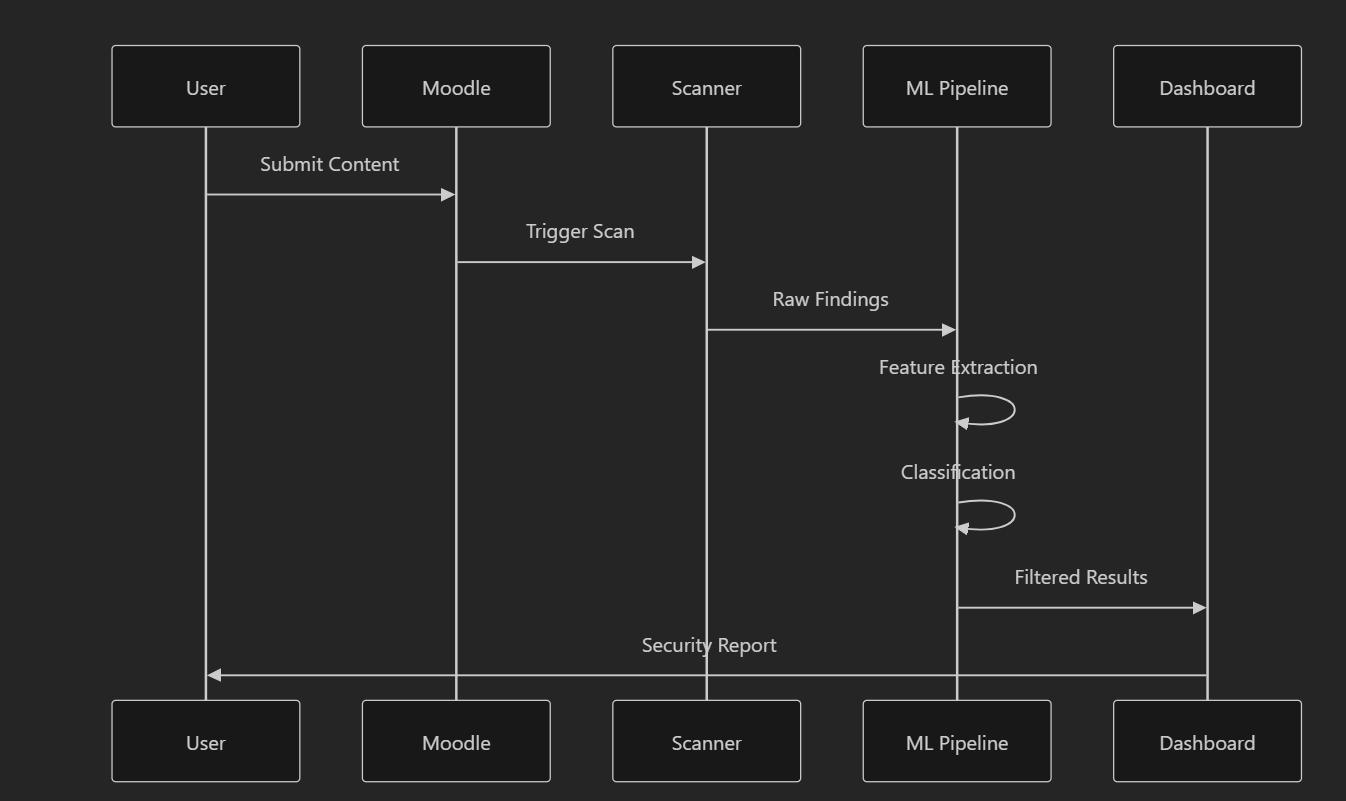 User
Moodle
Scanner
ML Pipeline
Dashboard
Submit Content
Trigger Scan
Raw Findings
Feature Extraction
Classification
Filtered Results
Security Report
User
Moodle
Scanner
ML Pipeline
Dashboard